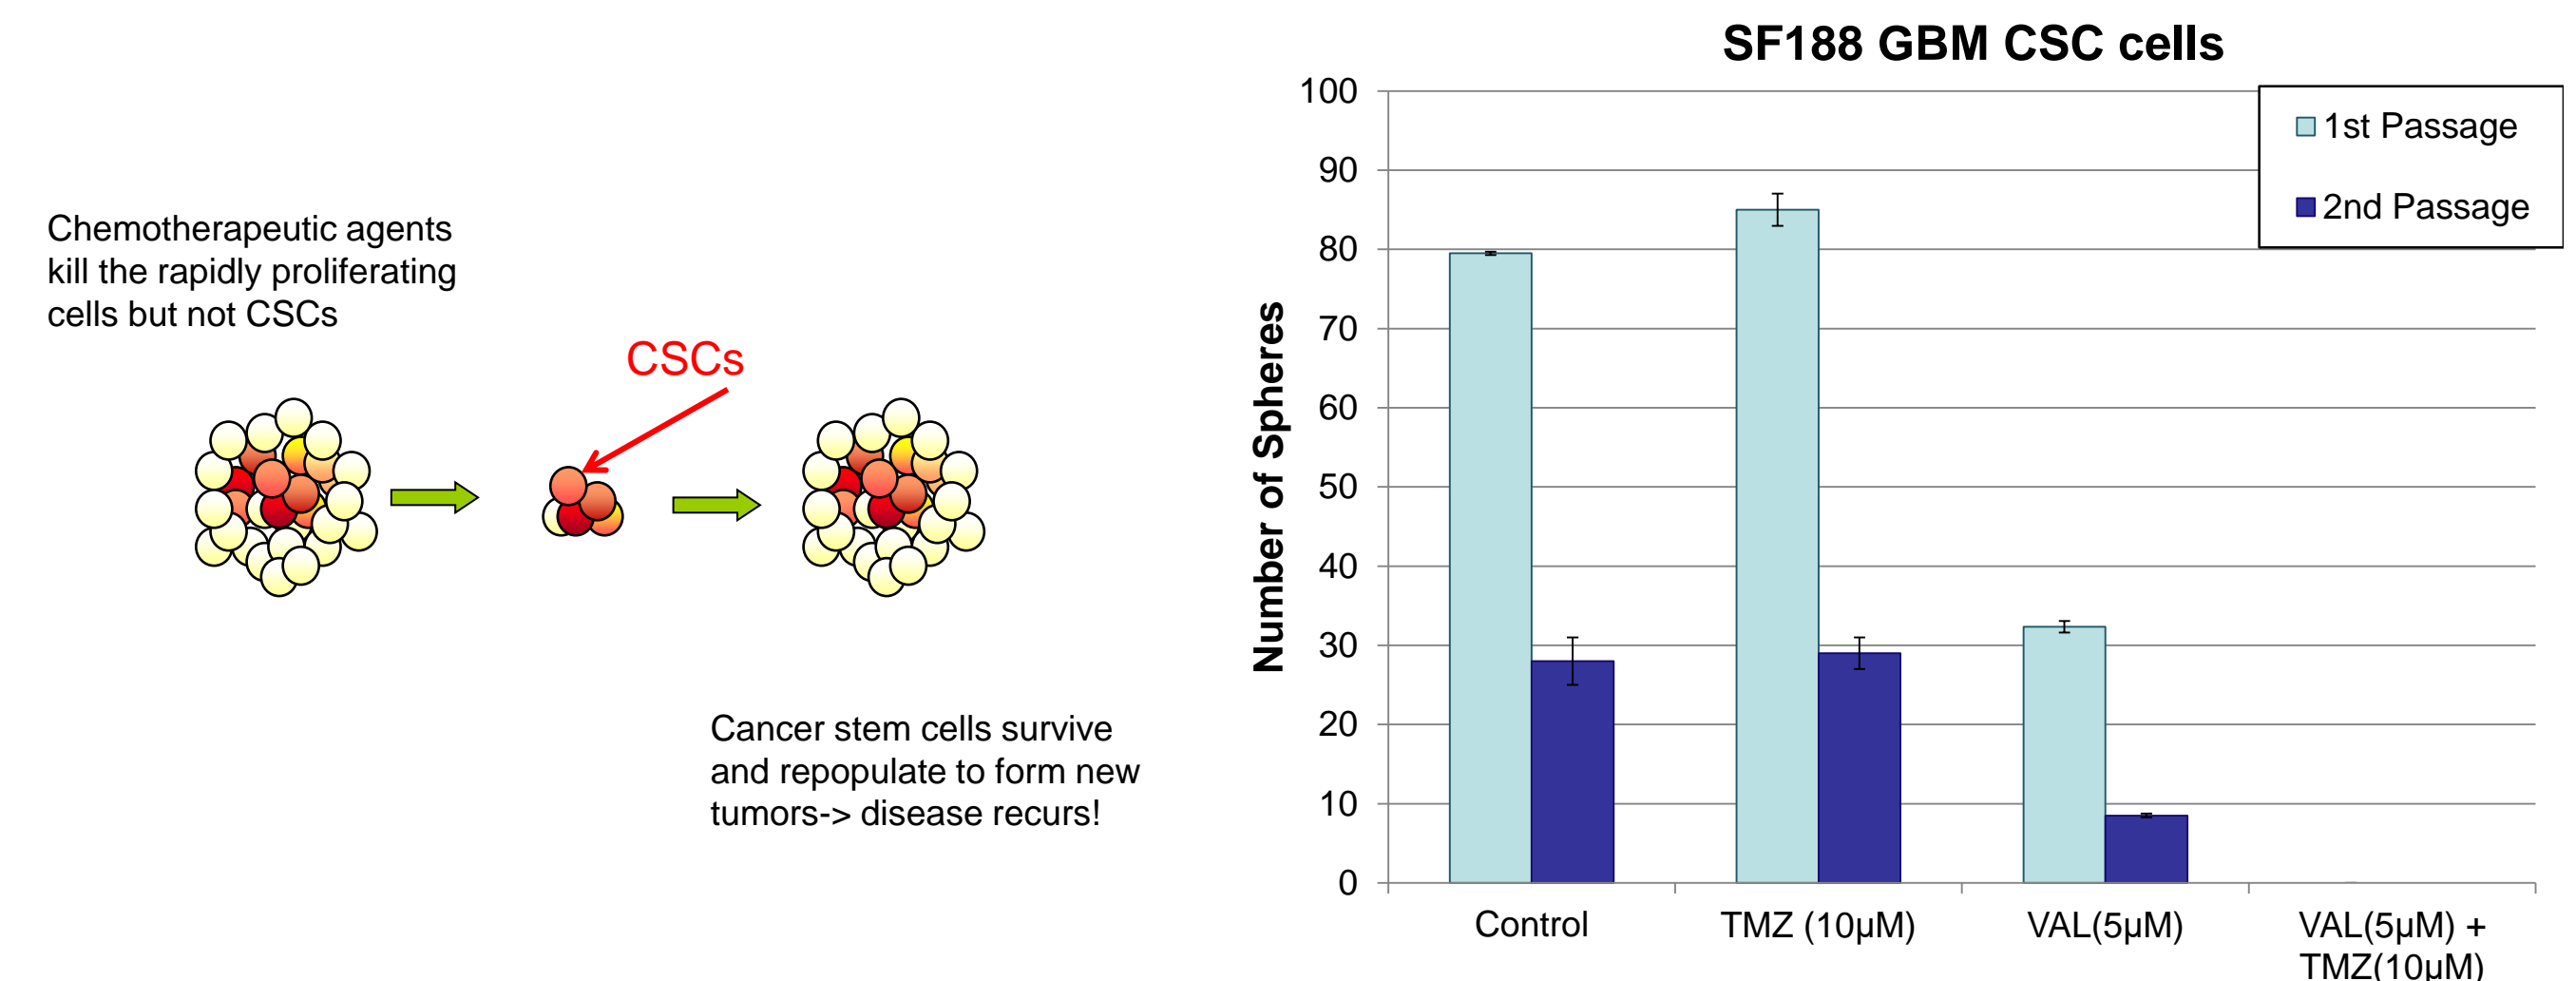 Chemotherapeutic agents
kill the rapidly proliferating
cells but not CSCs
CSCs
Cancer stem cells survive
and repopulate to form new
tumors-> disease recurs!
SF188 GBM CSC cells
1st Passage
2nd Passage
Number of Spheres
100
90
80
70
60
50
40
30
20
10
0
Control
TMZ (10µM)
VAL(5µM)
VAL(5µM) +
TMZ(10µM)